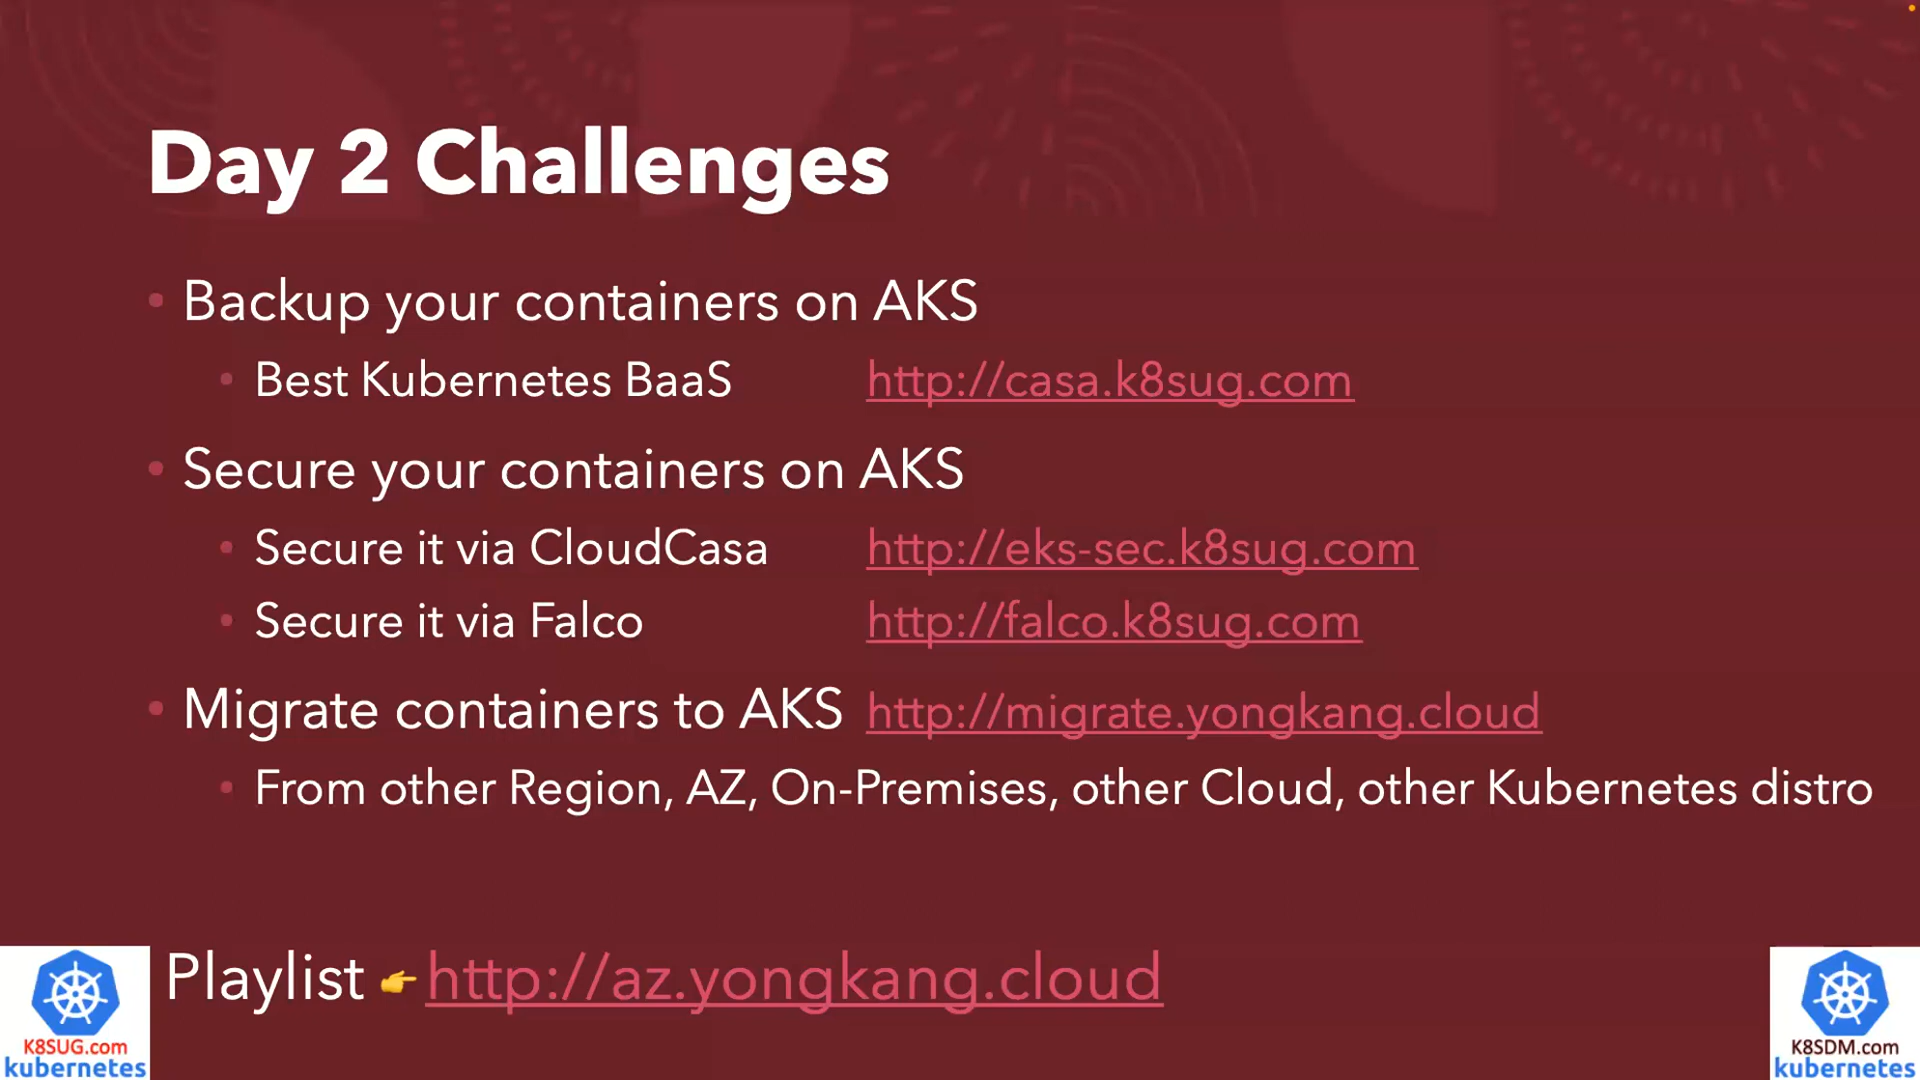 Day 2 Challenges
• Backup your containers on AKS
• Best Kubernetes BaaS http://casa.k8sug.com
• Secure your containers on AKS
• Secure it via CloudCasa http://eks-sec.k8sug.com
• Secure it via Falco http://falco.k8sug.com
• Migrate containers to AKS http://migrate.yongkang.cloud
• From other Region, AZ, On-Premises, other Cloud, other Kubernetes distro
Playlist 👉 http://az.yongkang.cloud
K8SUG.com
kubernetes
K8SDM.com
kubernetes